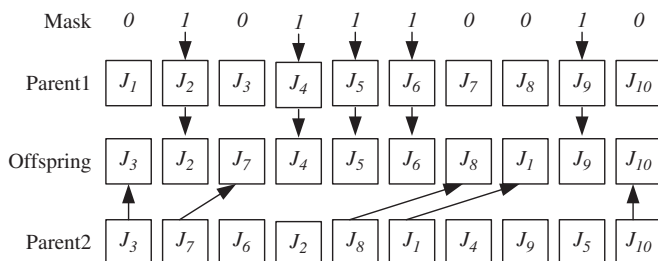 Mask 0 1 0 1 1 1 0 0 1 0
Parent1 J1 J2 J3 J4 J5 J6 J7 J8 J9 J10
Offspring J3 J2 J7 J4 J5 J6 J8 J1 J9 J10
Parent2 J3 J7 J6 J2 J8 J1 J4 J9 J5 J10